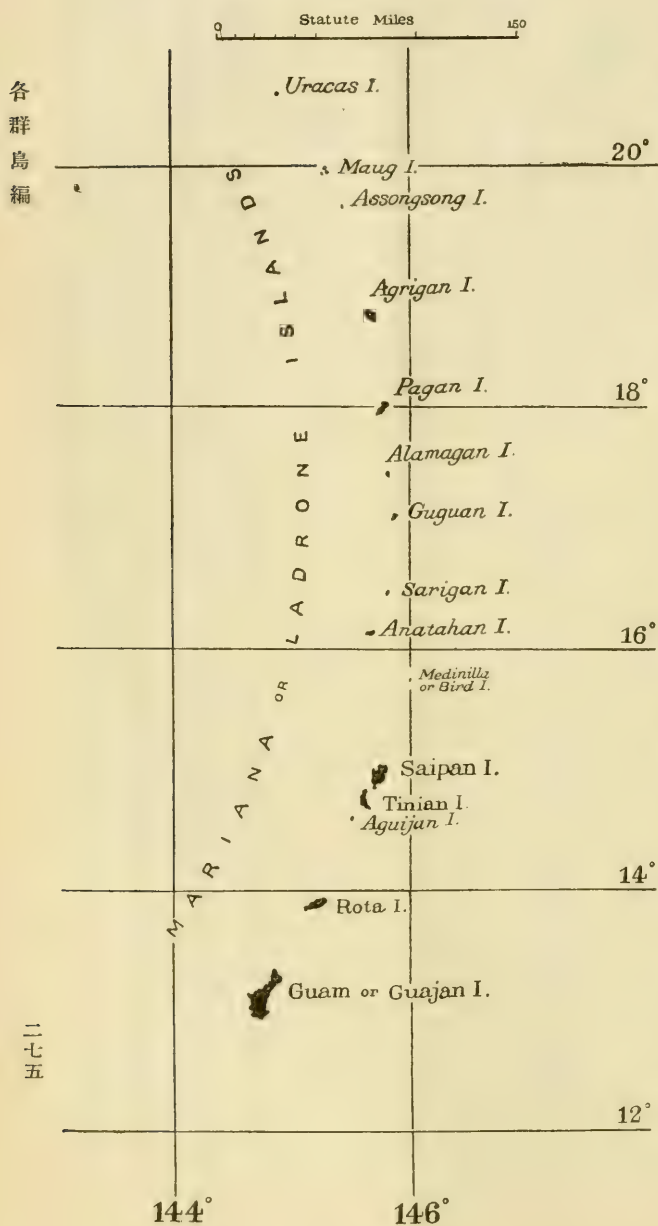 Statute Miles
0 150
各群島編
Uracas I.
20°
Maug I.
Assongsong I.
Agrigan I.
Pagan I.
18°
Alamagan I.
Guguan I.
Sarigan I.
Anatahan I.
16°
Medinilla
or Bird I.
Saipan I.
Tinian I.
Aguijan I.
14°
Rota I.
Guam or Guajan I.
12°
MARIANA OR LADRONE ISLANDS
二七五
144° 146°